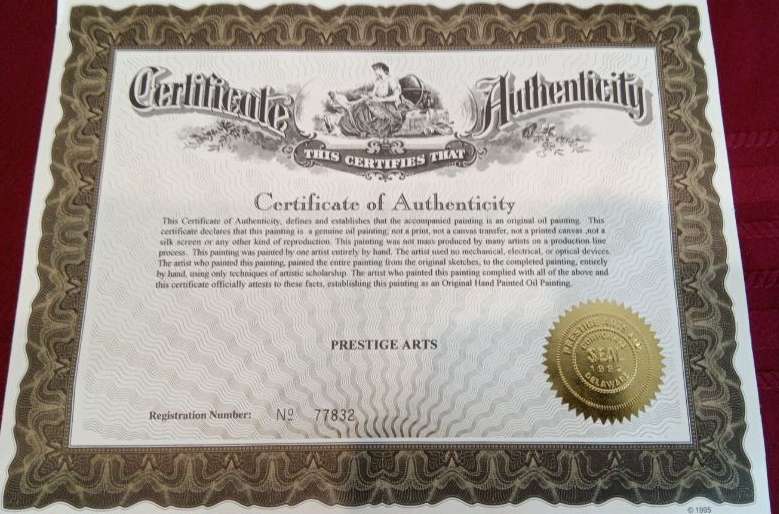 Certificate Authenticity
THIS CERTIFIES THAT
Certificate of Authenticity
This Certificate of Authenticity, defines and establishes that the accompanied painting is an original oil painting. This
certificate declares that this painting is a genuine oil painting, not a print, not a canvas transfer, not a printed canvas ,not a
silk screen or any other kind of reproduction. This painting was not mass produced by many artists on a production line
process. This painting was painted by one artist entirely by hand. The artist used no mechanical, electrical, or optical devices.
The artist who painted this painting, painted the entire painting from the original sketches, to the completed painting, entirely
by hand, using only techniques of artistic scholarship. The artist who painted this painting complied with all of the above and
this certificate officially attests to these facts, establishing this painting as an Original Hand Painted Oil Painting.
PRESTIGE ARTS
PRESTIGE ARTS
CORPORATE
SEAL
DELAWARE
Registration Number: Nº 77832
© 1995